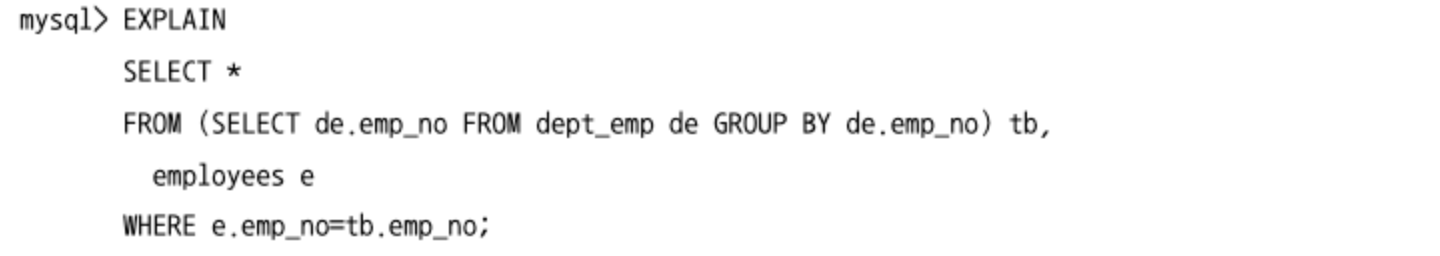 mysql> EXPLAIN
SELECT *
FROM (SELECT de.emp_no FROM dept_emp de GROUP BY de.emp_no) tb,
employees e
WHERE e.emp_no=tb.emp_no;